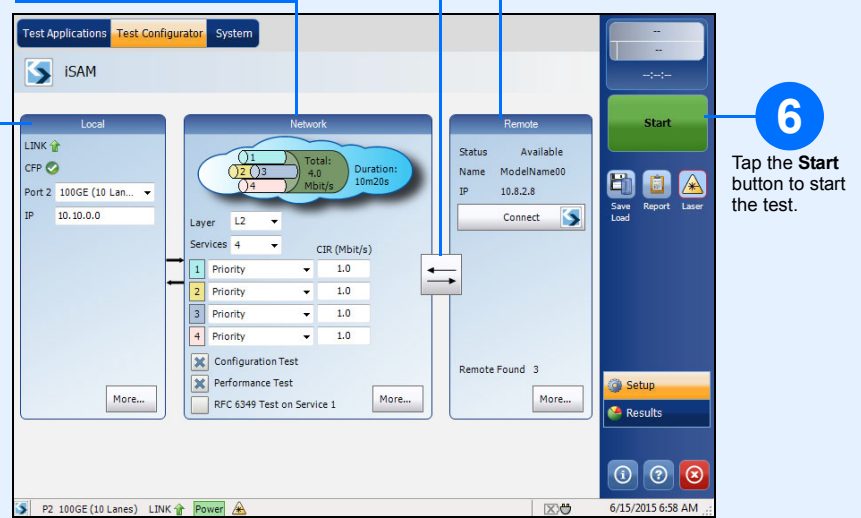 Test Applications Test Configurator System
iSAM
Local
LINK
CFP
Port 2 100GE (10 Lan...
IP 10.10.0.0
More...
Network
1
2 3
4
Total:
4.0
Mbit/s
Duration:
10m20s
Layer L2
Services 4
CIR (Mbit/s)
1 Priority 1.0
2 Priority 1.0
3 Priority 1.0
4 Priority 1.0
Configuration Test
Performance Test
RFC 6349 Test on Service 1
More...
Remote
Status Available
Name ModelName00
IP 10.8.2.8
Connect
Remote Found 3
More...
--
--
--:--:--
Start
Save
Load
Report
Laser
Setup
Results
P2 100GE (10 Lanes) LINK Power
6/15/2015 6:58 AM
6
Tap the Start
button to start
the test.